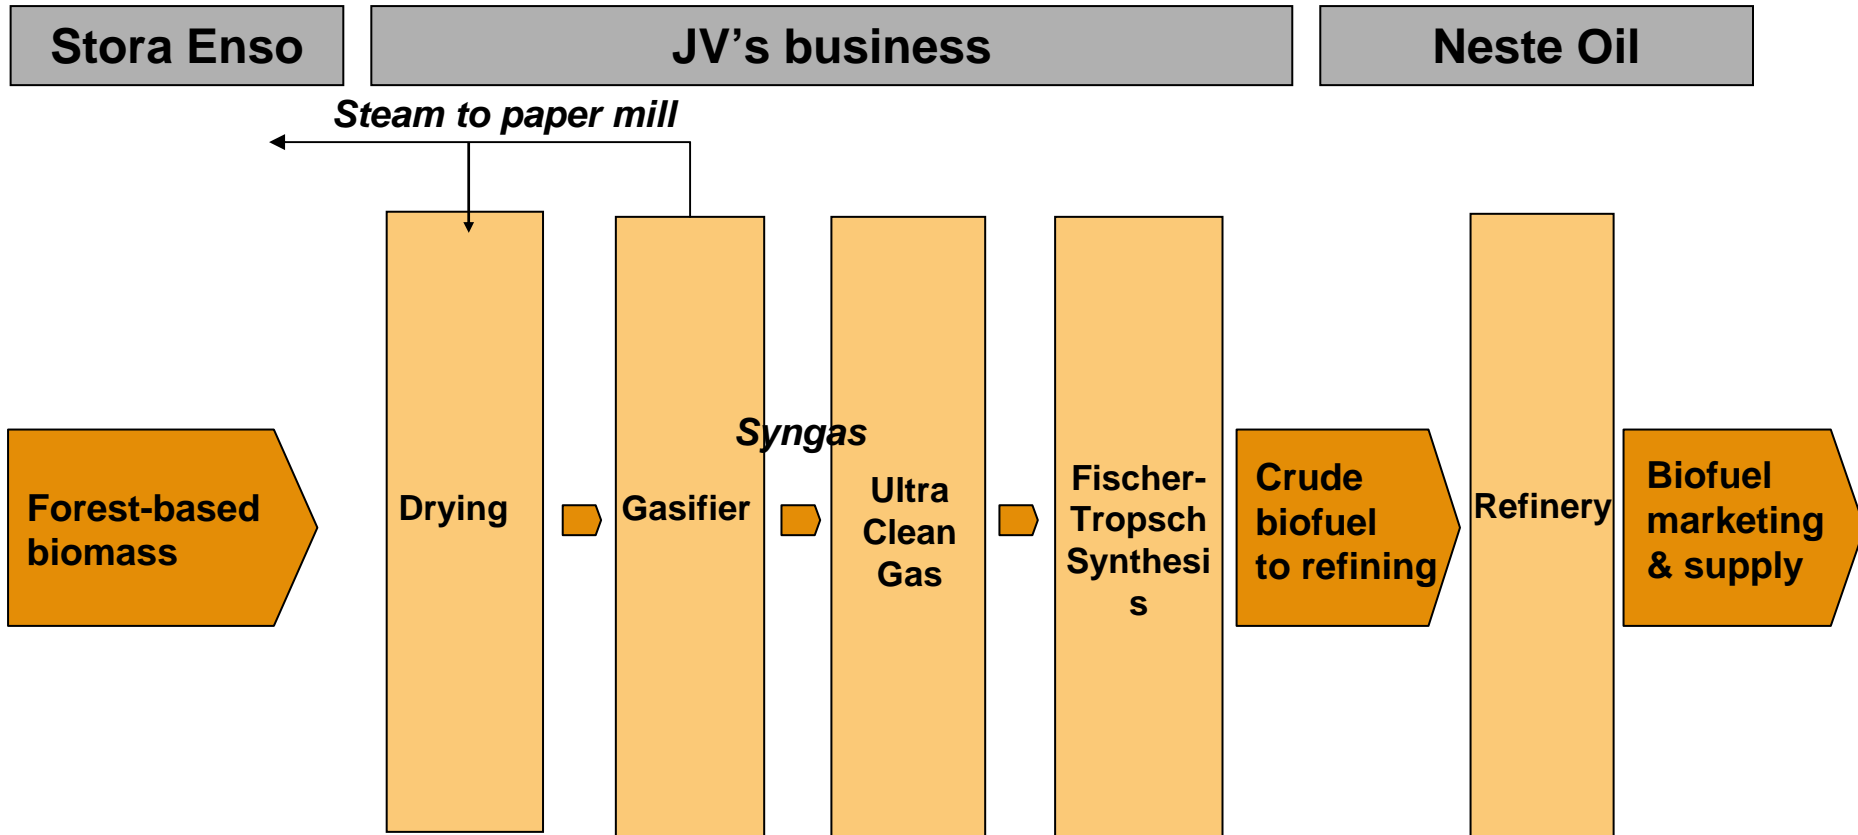 Stora Enso
JV’s business
Neste Oil
Steam to paper mill
Forest-based
biomass
Drying
Gasifier
Syngas
Ultra
Clean
Gas
Fischer-
Tropsch
Synthesi
s
Crude
biofuel
to refining
Refinery
Biofuel
marketing
& supply